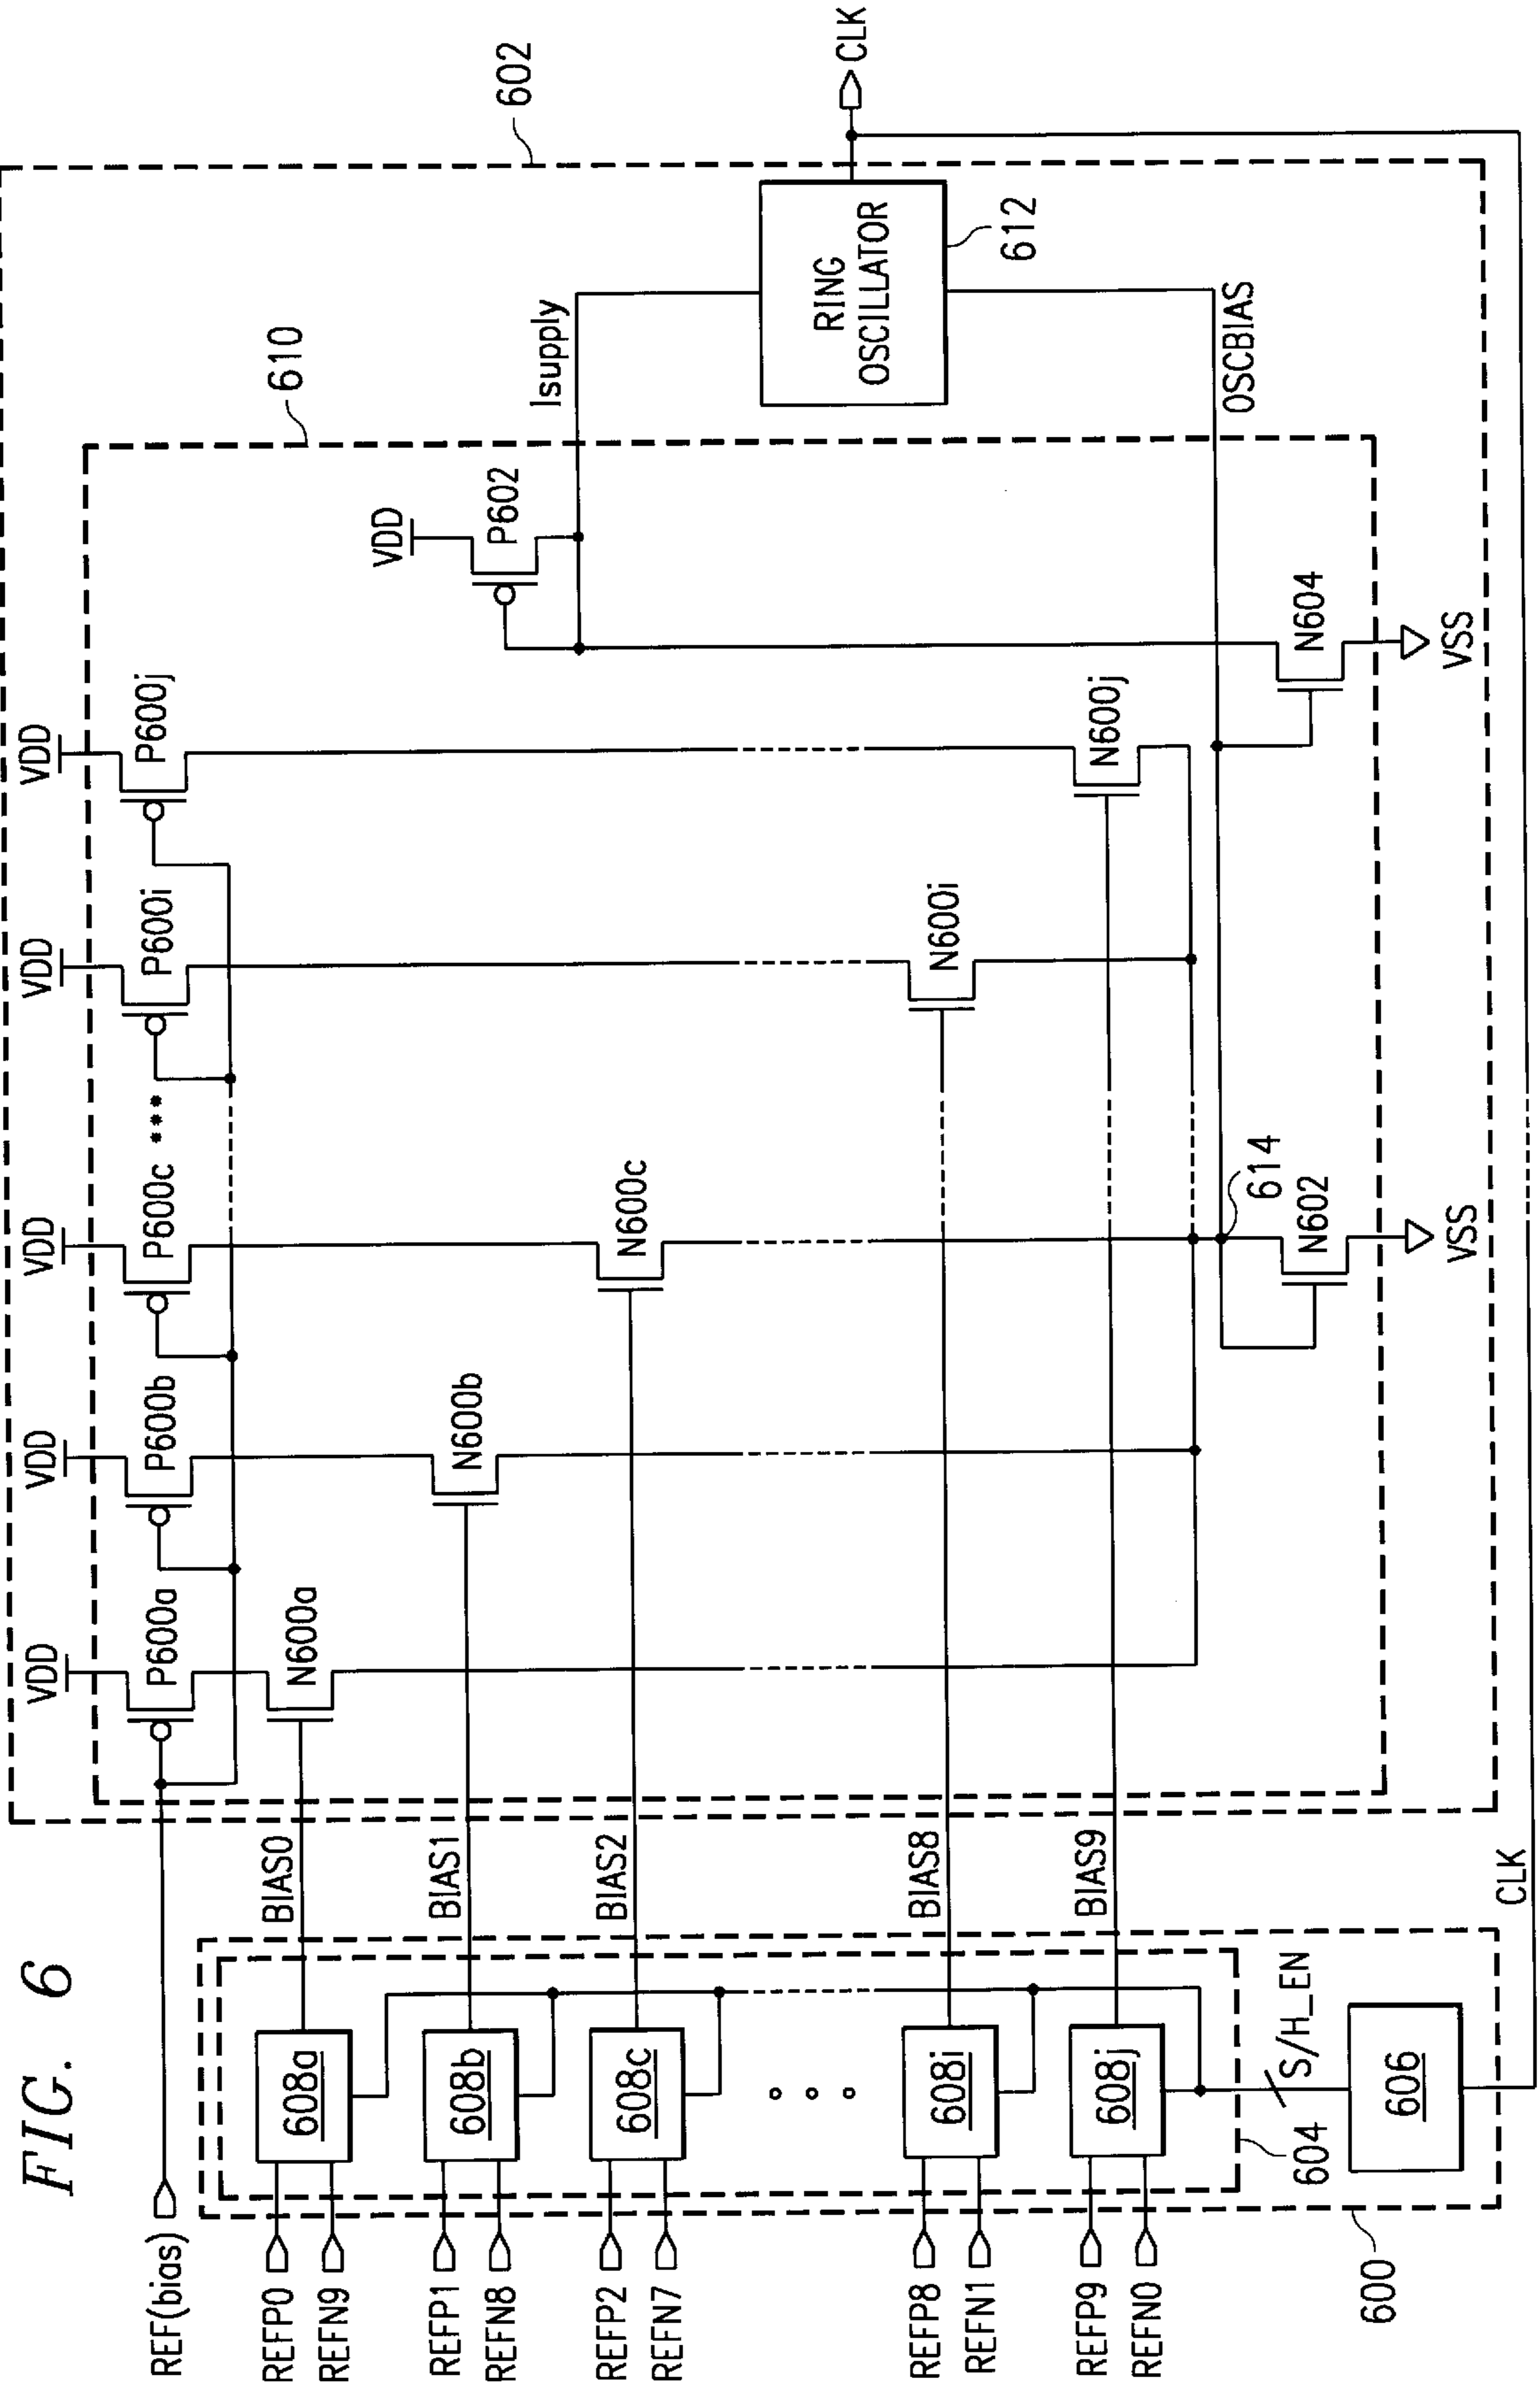 FIG. 6
REF(bias)
REFP0
REFN9
REFP1
REFN8
REFP2
REFN7
REFP8
REFN1
REFP9
REFN0
600
608a
608b
608c
608i
608j
604
606
S/H_EN
BIAS0
BIAS1
BIAS2
BIAS8
BIAS9
CLK
VDD
VDD
VDD
VDD
VDD
P600a
P600b
P600c
P600i
P600j
N600a
N600b
N600c
N600i
N600j
614
N602
VSS
VDD
P602
N604
VSS
610
Isupply
RING
OSCILLATOR
612
OSCBIAS
602
CLK